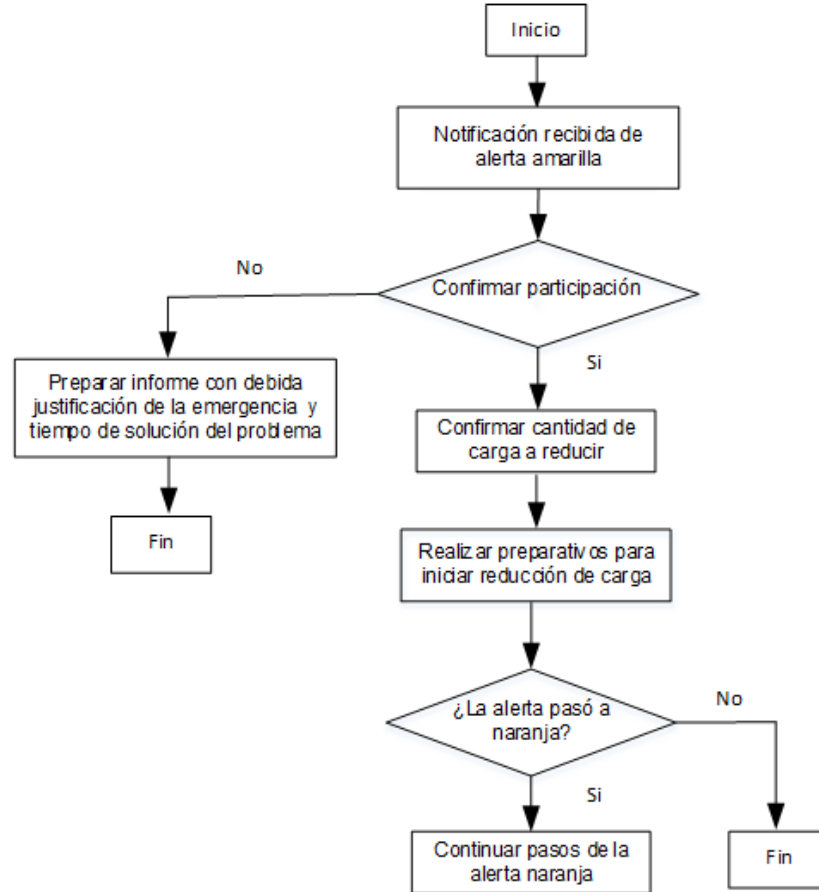 Inicio
Notificación recibida de
alerta amarilla
No
Confirmar participación
Si
Preparar informe con debida
justificación de la emergencia y
tiempo de solución del problema
Confirmar cantidad de
carga a reducir
Fin
Realizar preparativos para
iniciar reducción de carga
¿La alerta pasó a
naranja?
No
Si
Continuar pasos de la
alerta naranja
Fin